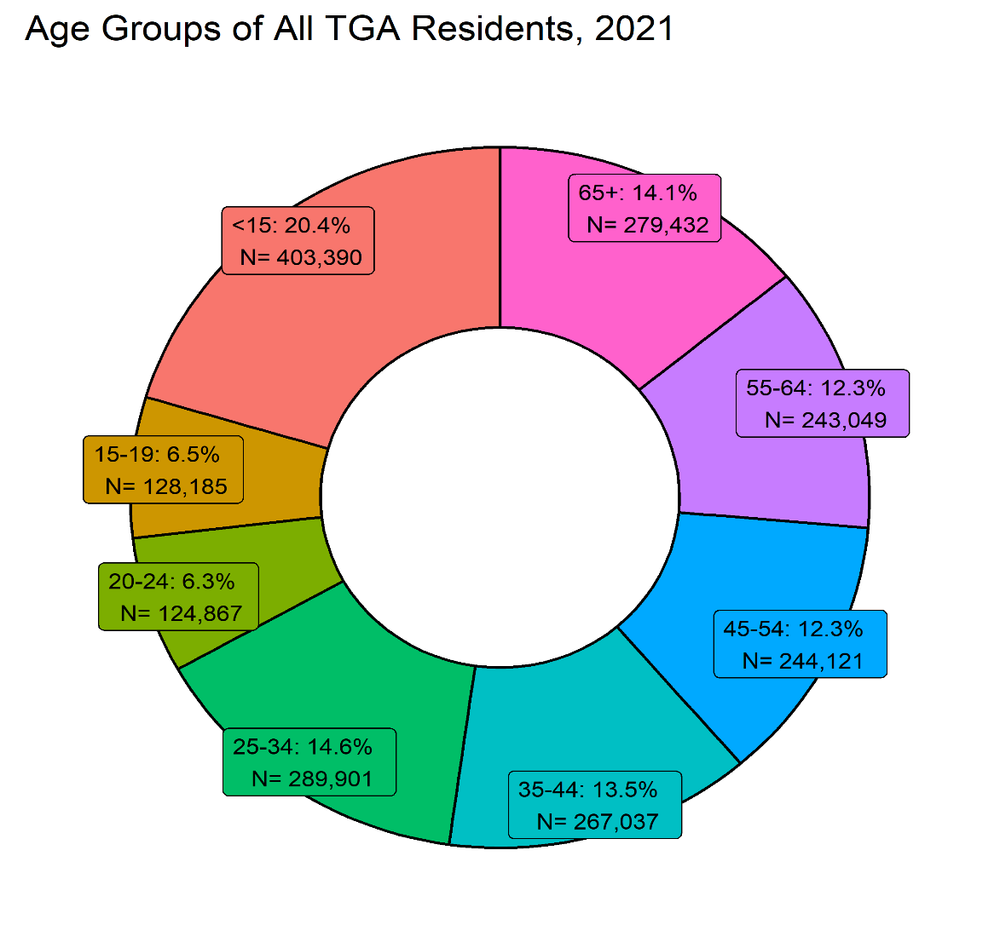 Age Groups of All TGA Residents, 2021
65+: 14.1%
N= 279,432
<15: 20.4%
N= 403,390
55-64: 12.3%
N= 243,049
15-19: 6.5%
N= 128,185
20-24: 6.3%
N= 124,867
45-54: 12.3%
N= 244,121
25-34: 14.6%
N= 289,901
35-44: 13.5%
N= 267,037